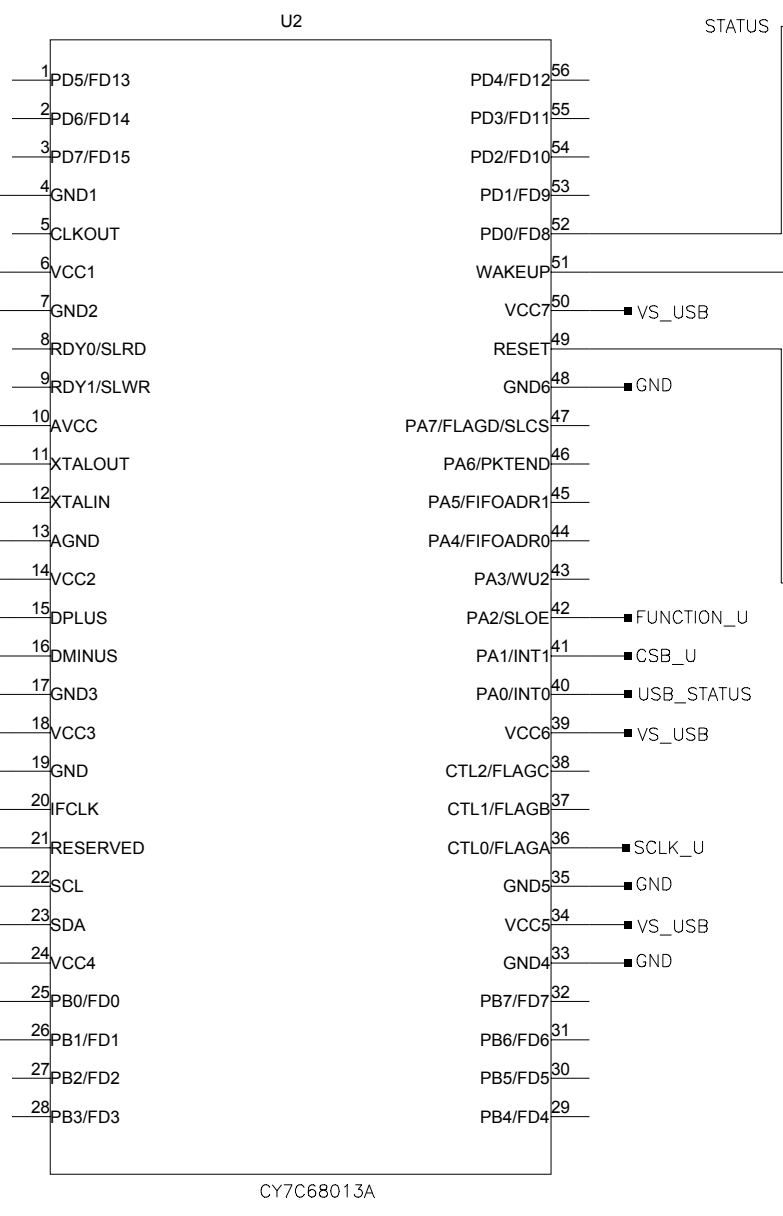 U2
STATUS
1 PD5/FD13 PD4/FD12 56
2 PD6/FD14 PD3/FD11 55
3 PD7/FD15 PD2/FD10 54
4 GND1 PD1/FD9 53
5 CLKOUT PD0/FD8 52
6 VCC1 WAKEUP 51
7 GND2 VCC7 50 VS_USB
8 RDY0/SLRD RESET 49
9 RDY1/SLWR GND6 48 GND
10 AVCC PA7/FLAGD/SLCS 47
11 XTALOUT PA6/PKTEND 46
12 XTALIN PA5/FIFOADR1 45
13 AGND PA4/FIFOADR0 44
14 VCC2 PA3/WU2 43
15 DPLUS PA2/SLOE 42 FUNCTION_U
16 DMINUS PA1/INT1 41 CSB_U
17 GND3 PA0/INT0 40 USB_STATUS
18 VCC3 VCC6 39 VS_USB
19 GND CTL2/FLAGC 38
20 IFCLK CTL1/FLAGB 37
21 RESERVED CTL0/FLAGA 36 SCLK_U
22 SCL GND5 35 GND
23 SDA VCC5 34 VS_USB
24 VCC4 GND4 33 GND
25 PB0/FD0 PB7/FD7 32
26 PB1/FD1 PB6/FD6 31
27 PB2/FD2 PB5/FD5 30
28 PB3/FD3 PB4/FD4 29
CY7C68013A